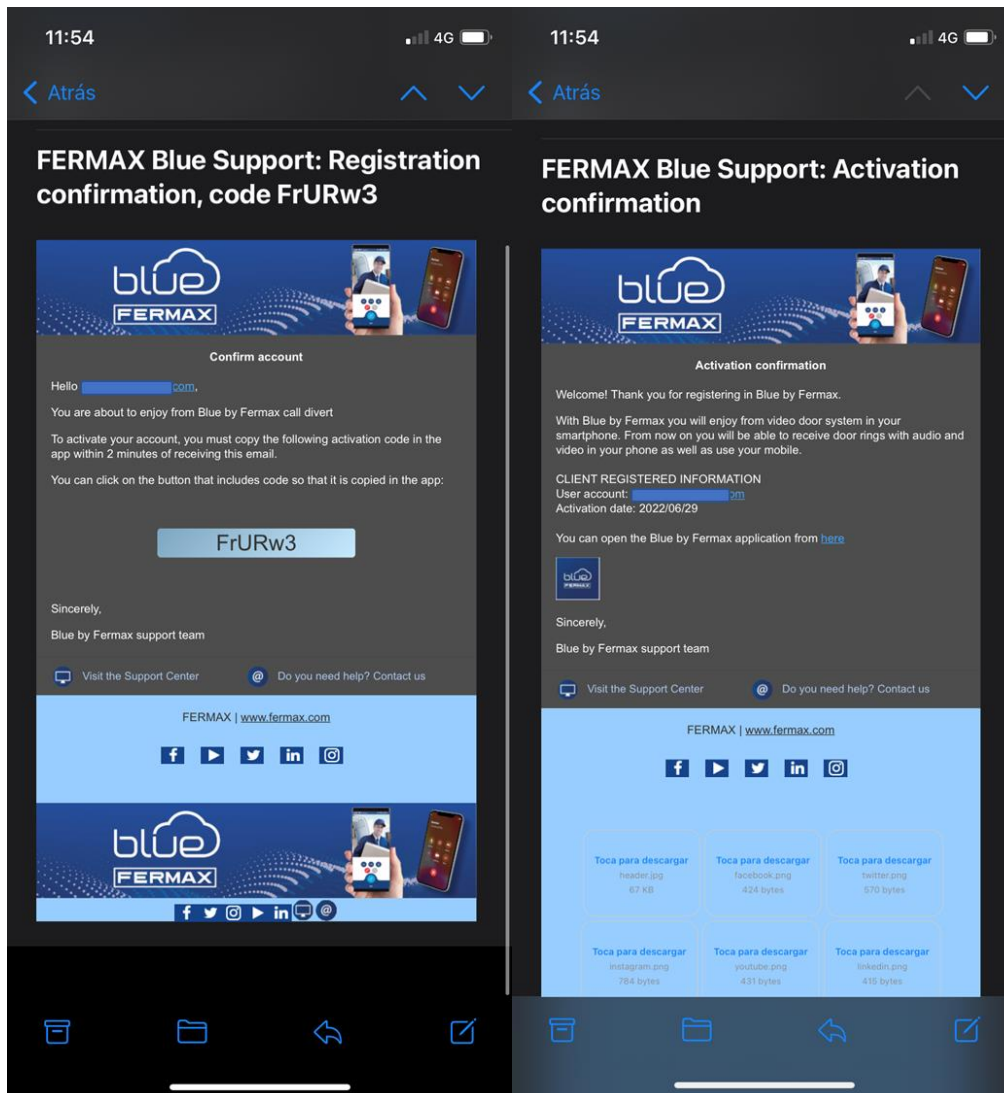 11:54
4G
Atrás
FERMAX Blue Support: Registration
confirmation, code FrURw3
blue
FERMAX
Confirm account
Hello com,
You are about to enjoy from Blue by Fermax call divert
To activate your account, you must copy the following activation code in the
app within 2 minutes of receiving this email.
You can click on the button that includes code so that it is copied in the app:
FrURw3
Sincerely,
Blue by Fermax support team
Visit the Support Center
@ Do you need help? Contact us
FERMAX | www.fermax.com
f in
blue
FERMAX
f in @
11:54
4G
Atrás
FERMAX Blue Support: Activation
confirmation
blue
FERMAX
Activation confirmation
Welcome! Thank you for registering in Blue by Fermax.
With Blue by Fermax you will enjoy from video door system in your
smartphone. From now on you will be able to receive door rings with audio and
video in your phone as well as use your mobile.
CLIENT REGISTERED INFORMATION
User account: om
Activation date: 2022/06/29
You can open the Blue by Fermax application from here
blue
FERMAX
Sincerely,
Blue by Fermax support team
Visit the Support Center
@ Do you need help? Contact us
FERMAX | www.fermax.com
f in
Toca para descargar
header.jpg
67 KB
Toca para descargar
facebook.png
424 bytes
Toca para descargar
twitter.png
570 bytes
Toca para descargar
instagram.png
784 bytes
Toca para descargar
youtube.png
431 bytes
Toca para descargar
linkedin.png
415 bytes